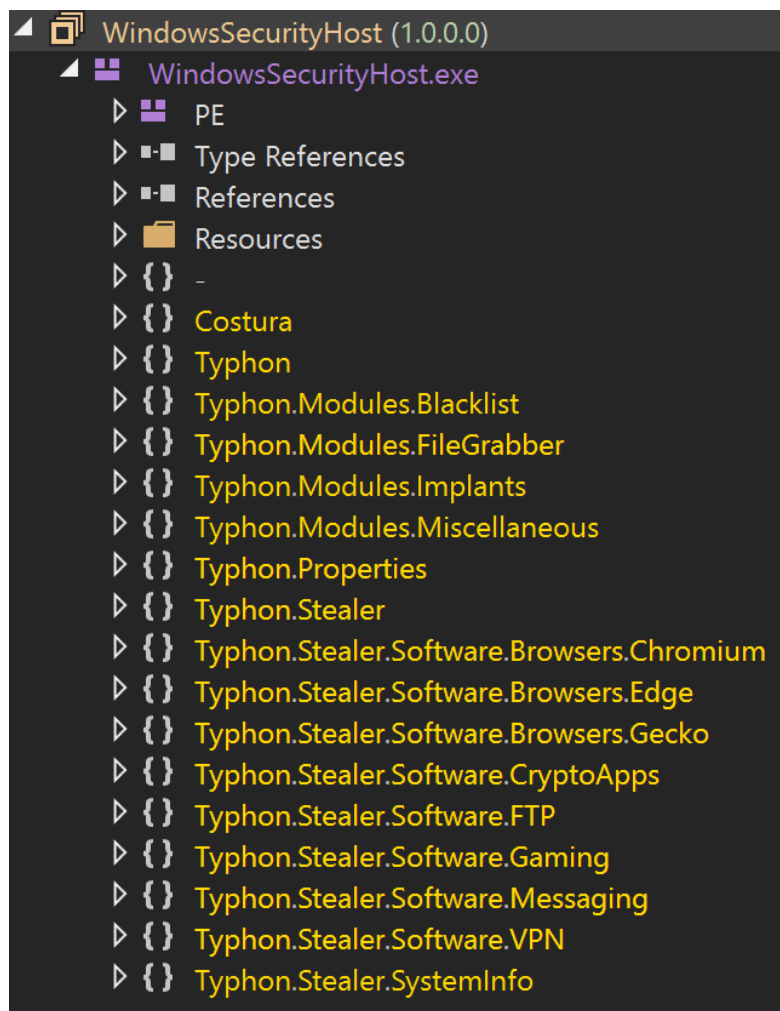 WindowsSecurityHost (1.0.0.0)
WindowsSecurityHost.exe
PE
Type References
References
Resources
{ } -
{ } Costura
{ } Typhon
{ } Typhon.Modules.Blacklist
{ } Typhon.Modules.FileGrabber
{ } Typhon.Modules.Implants
{ } Typhon.Modules.Miscellaneous
{ } Typhon.Properties
{ } Typhon.Stealer
{ } Typhon.Stealer.Software.Browsers.Chromium
{ } Typhon.Stealer.Software.Browsers.Edge
{ } Typhon.Stealer.Software.Browsers.Gecko
{ } Typhon.Stealer.Software.CryptoApps
{ } Typhon.Stealer.Software.FTP
{ } Typhon.Stealer.Software.Gaming
{ } Typhon.Stealer.Software.Messaging
{ } Typhon.Stealer.Software.VPN
{ } Typhon.Stealer.SystemInfo